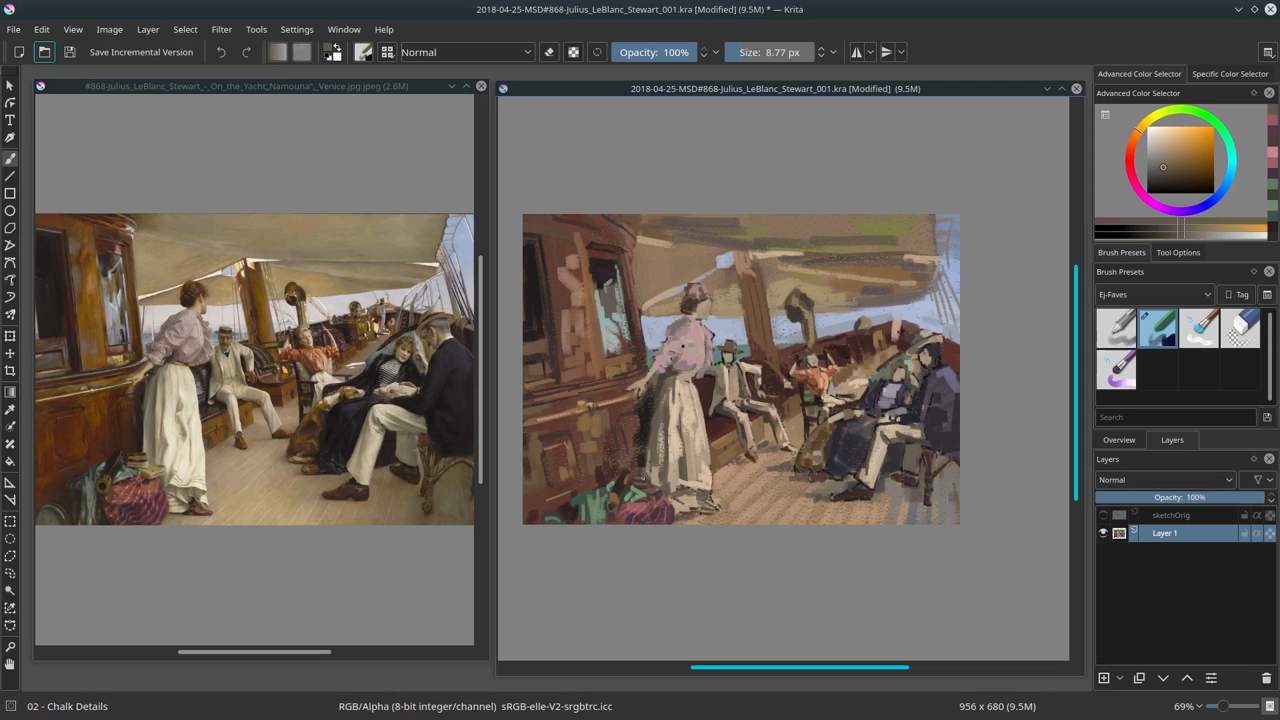 2018-04-25-MSD#868-Julius_LeBlanc_Stewart_001.kra [Modified] (9.5M) * — Krita
File Edit View Image Layer Select Filter Tools Settings Window Help
Save Incremental Version Normal Opacity: 100% Size: 8.77 px
Advanced Color Selector Specific Color Selector
#868-Julius_LeBlanc_Stewart_-_On_the_Yacht_Namouna",_Venice.jpg.jpeg (2.6M)
2018-04-25-MSD#868-Julius_LeBlanc_Stewart_001.kra [Modified] (9.5M)
Advanced Color Selector
Brush Presets Tool Options
Brush Presets
Ej-Faves Tag
Search
Overview Layers
Layers
Normal
Opacity: 100%
sketchOrig
Layer 1
02 - Chalk Details RGB/Alpha (8-bit integer/channel) sRGB-elle-V2-srgbtrc.icc 956 x 680 (9.5M) 69%